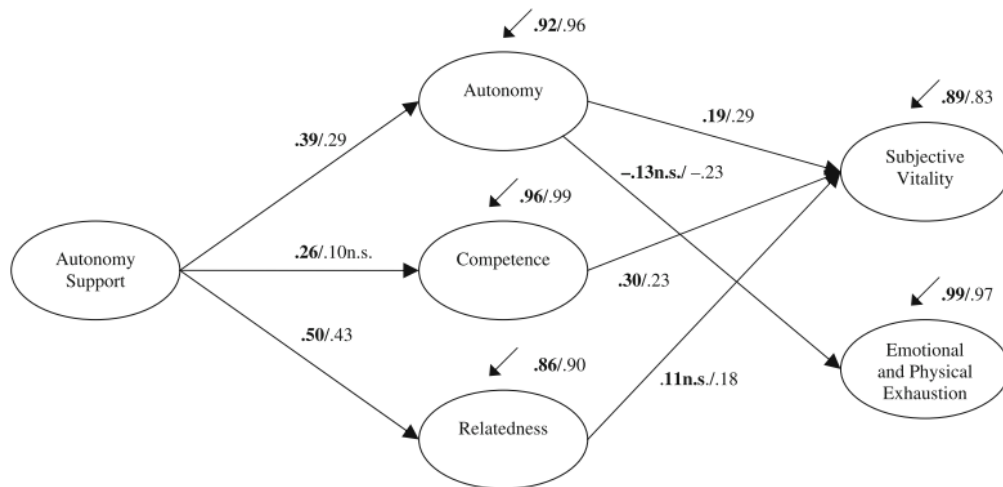 .92/.96
Autonomy
.89/.83
.19/.29
.39/.29
Subjective
Vitality
–.13n.s./ –.23
.96/.99
Autonomy
Support
.26/.10n.s.
Competence
.30/.23
.99/.97
.50/.43
.86/.90
.11n.s./.18
Emotional
and Physical
Exhaustion
Relatedness